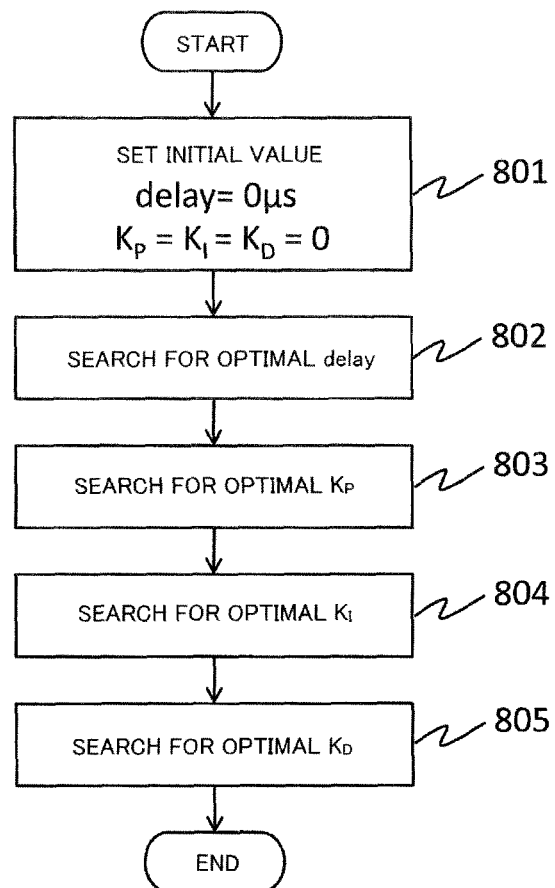 START
SET INITIAL VALUE
delay= 0μs
K_P = K_I = K_D = 0
801
SEARCH FOR OPTIMAL delay
802
SEARCH FOR OPTIMAL K_P
803
SEARCH FOR OPTIMAL K_I
804
SEARCH FOR OPTIMAL K_D
805
END